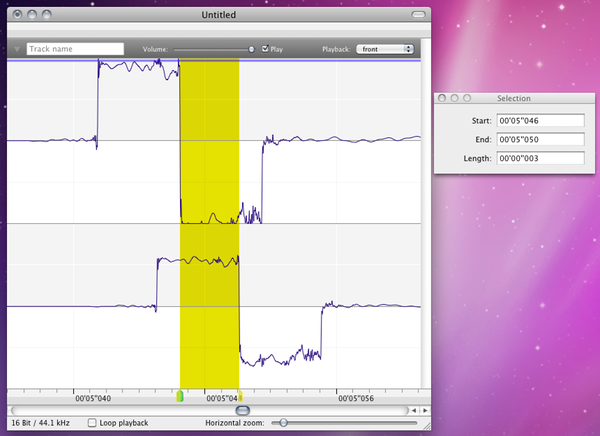 Untitled
Track name
Volume:
Play
Playback: front
Selection
Start: 00'05"046
End: 00'05"050
Length: 00'00"003
00'05"040
00'05"04
00'05"056
16 Bit / 44.1 kHz
Loop playback
Horizontal zoom: